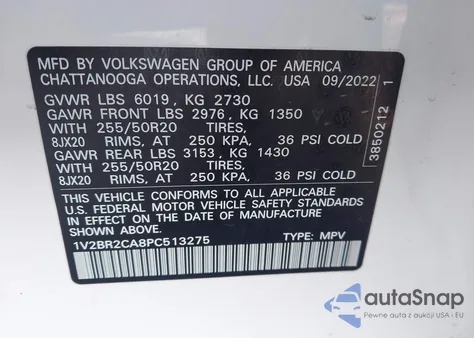 MFD BY VOLKSWAGEN GROUP OF AMERICA
CHATTANOOGA OPERATIONS, LLC. USA 09/2022
GVWR LBS 6019, KG 2730
GAWR FRONT LBS 2976, KG 1350
WITH 255/50R20 TIRES,
8JX20 RIMS, AT 250 KPA, 36 PSI COLD
GAWR REAR LBS 3153, KG 1430
WITH 255/50R20 TIRES,
8JX20 RIMS, AT 250 KPA, 36 PSI COLD
THIS VEHICLE CONFORMS TO ALL APPLICABLE
U.S. FEDERAL MOTOR VEHICLE SAFETY STANDARDS
IN EFFECT ON THE DATE OF MANUFACTURE
SHOWN ABOVE.
1V2BR2CA8PC513275 TYPE: MPV
3850212 1
autoSnap
Pewne auta z USA i EU